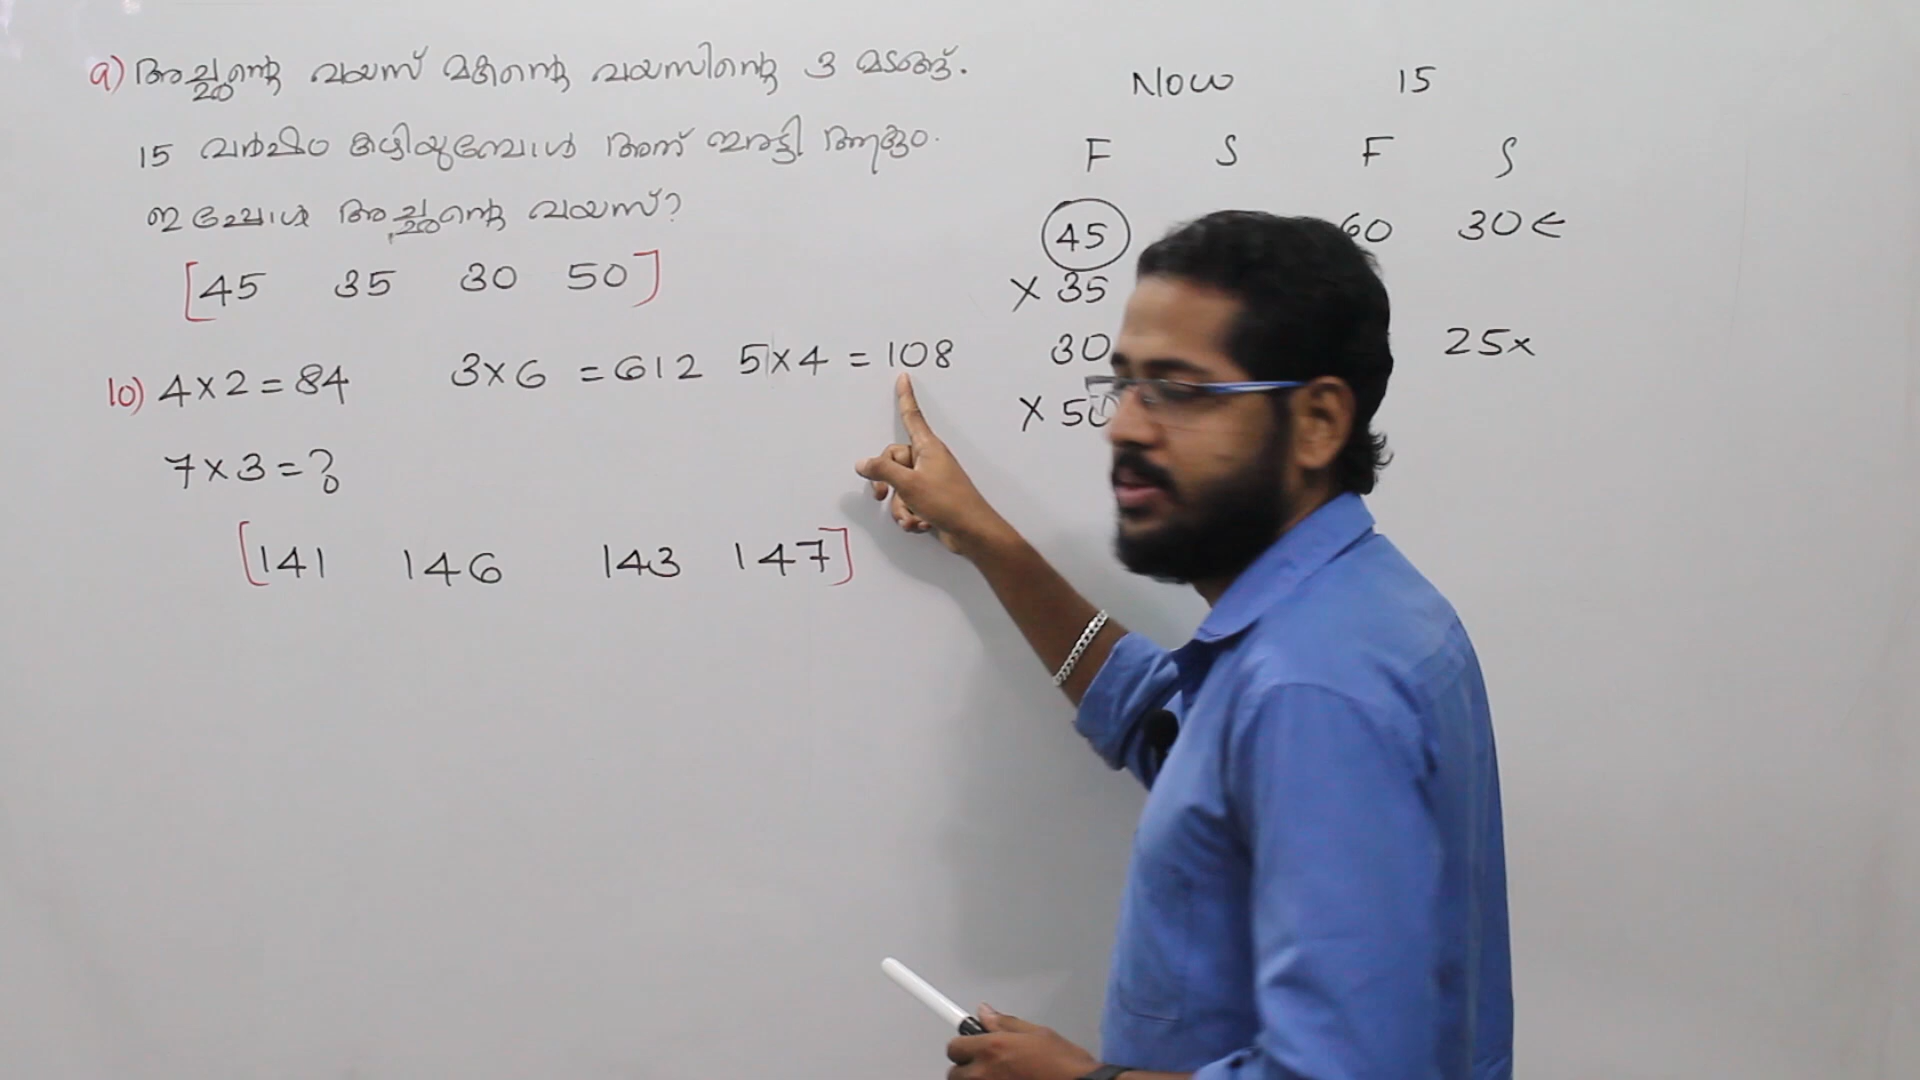 9) അച്ഛന്റെ വയസ് മകന്റെ വയസിന്റെ 3 മടങ്ങ്.
15 വർഷം കഴിയുമ്പോൾ അത് ഇരട്ടി ആകും.
ഇപ്പോൾ അച്ഛന്റെ വയസ്?
[45 35 30 50]
10) 4×2=84 3×6 =612 5×4 =108
7×3=?
[141 146 143 147]
Now 15
F S F S
45 60 30←
× 35
30 25×
× 50